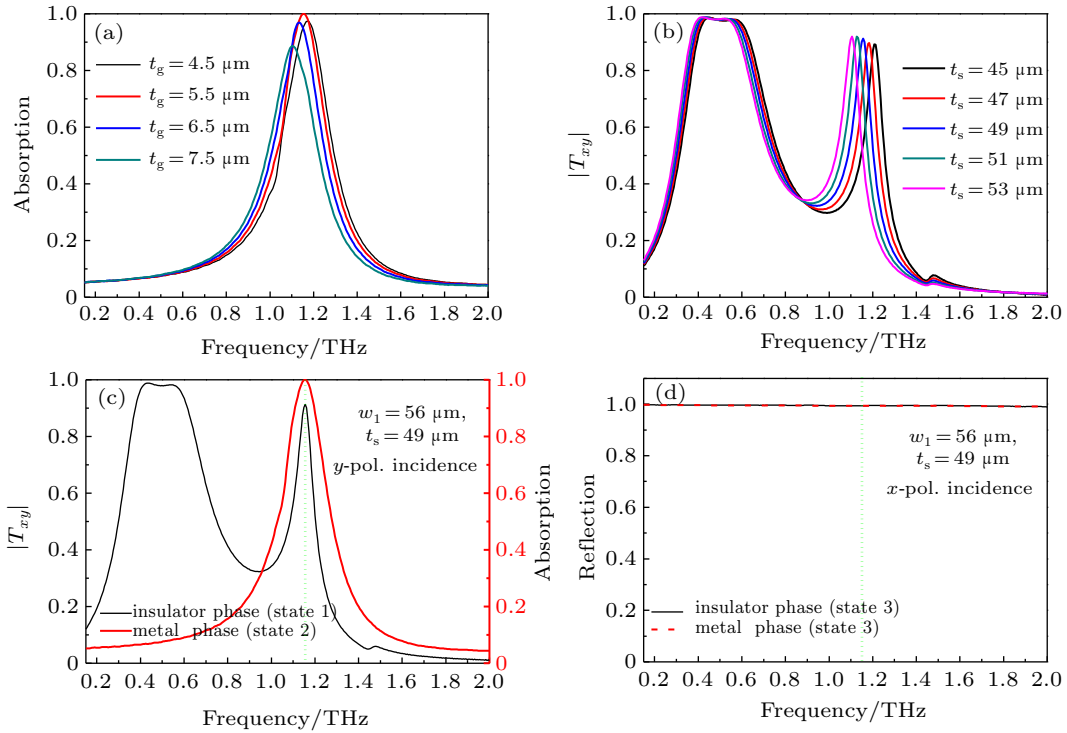 (a)
t_g = 4.5 µm
t_g = 5.5 µm
t_g = 6.5 µm
t_g = 7.5 µm
Absorption
1.0
0.8
0.6
0.4
0.2
0
0.2 0.4 0.6 0.8 1.0 1.2 1.4 1.6 1.8 2.0
Frequency/THz
(b)
t_s = 45 µm
t_s = 47 µm
t_s = 49 µm
t_s = 51 µm
t_s = 53 µm
|T_xy|
1.0
0.8
0.6
0.4
0.2
0
0.2 0.4 0.6 0.8 1.0 1.2 1.4 1.6 1.8 2.0
Frequency/THz
(c)
w_1 = 56 µm,
t_s = 49 µm
y-pol. incidence
insulator phase (state 1)
metal phase (state 2)
|T_xy|
1.0
0.8
0.6
0.4
0.2
0
Absorption
1.0
0.8
0.6
0.4
0.2
0
0.2 0.4 0.6 0.8 1.0 1.2 1.4 1.6 1.8 2.0
Frequency/THz
(d)
w_1 = 56 µm,
t_s = 49 µm
x-pol. incidence
insulator phase (state 3)
metal phase (state 3)
Reflection
1.0
0.8
0.6
0.4
0.2
0
0.2 0.4 0.6 0.8 1.0 1.2 1.4 1.6 1.8 2.0
Frequency/THz